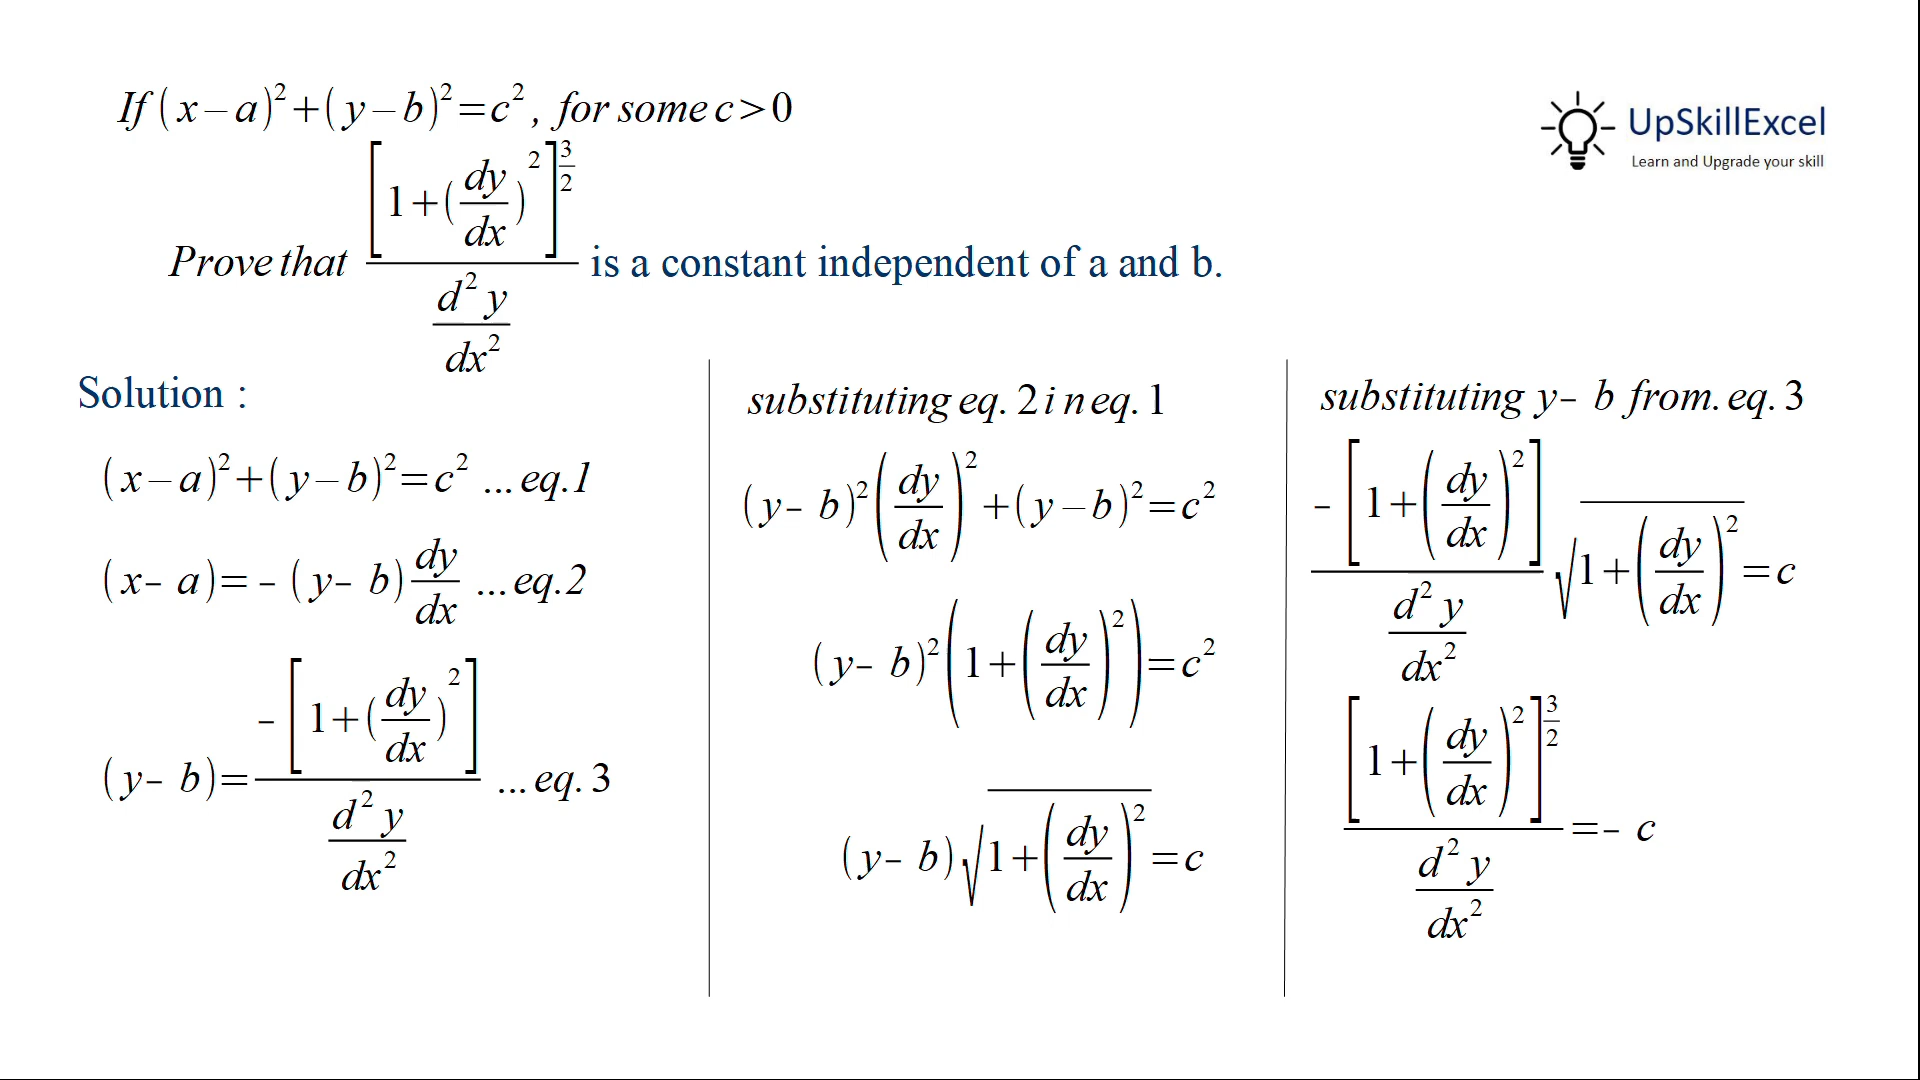 If (x−a)²+(y−b)²=c², for some c>0
UpSkillExcel
Learn and Upgrade your skill
Prove that [1+(dy/dx)²]^(3/2) / (d²y/dx²) is a constant independent of a and b.
Solution :
(x−a)²+(y−b)²=c² ...eq.1
(x− a)=− (y− b) dy/dx ...eq.2
(y− b)= −[1+(dy/dx)²] / (d²y/dx²) ...eq.3
substituting eq. 2 in eq. 1
(y− b)²(dy/dx)²+(y−b)²=c²
(y− b)²(1+(dy/dx)²)=c²
(y− b)√(1+(dy/dx)²)=c
substituting y− b from. eq. 3
−[1+(dy/dx)²] / (d²y/dx²) √(1+(dy/dx)²)=c
[1+(dy/dx)²]^(3/2) / (d²y/dx²) =− c